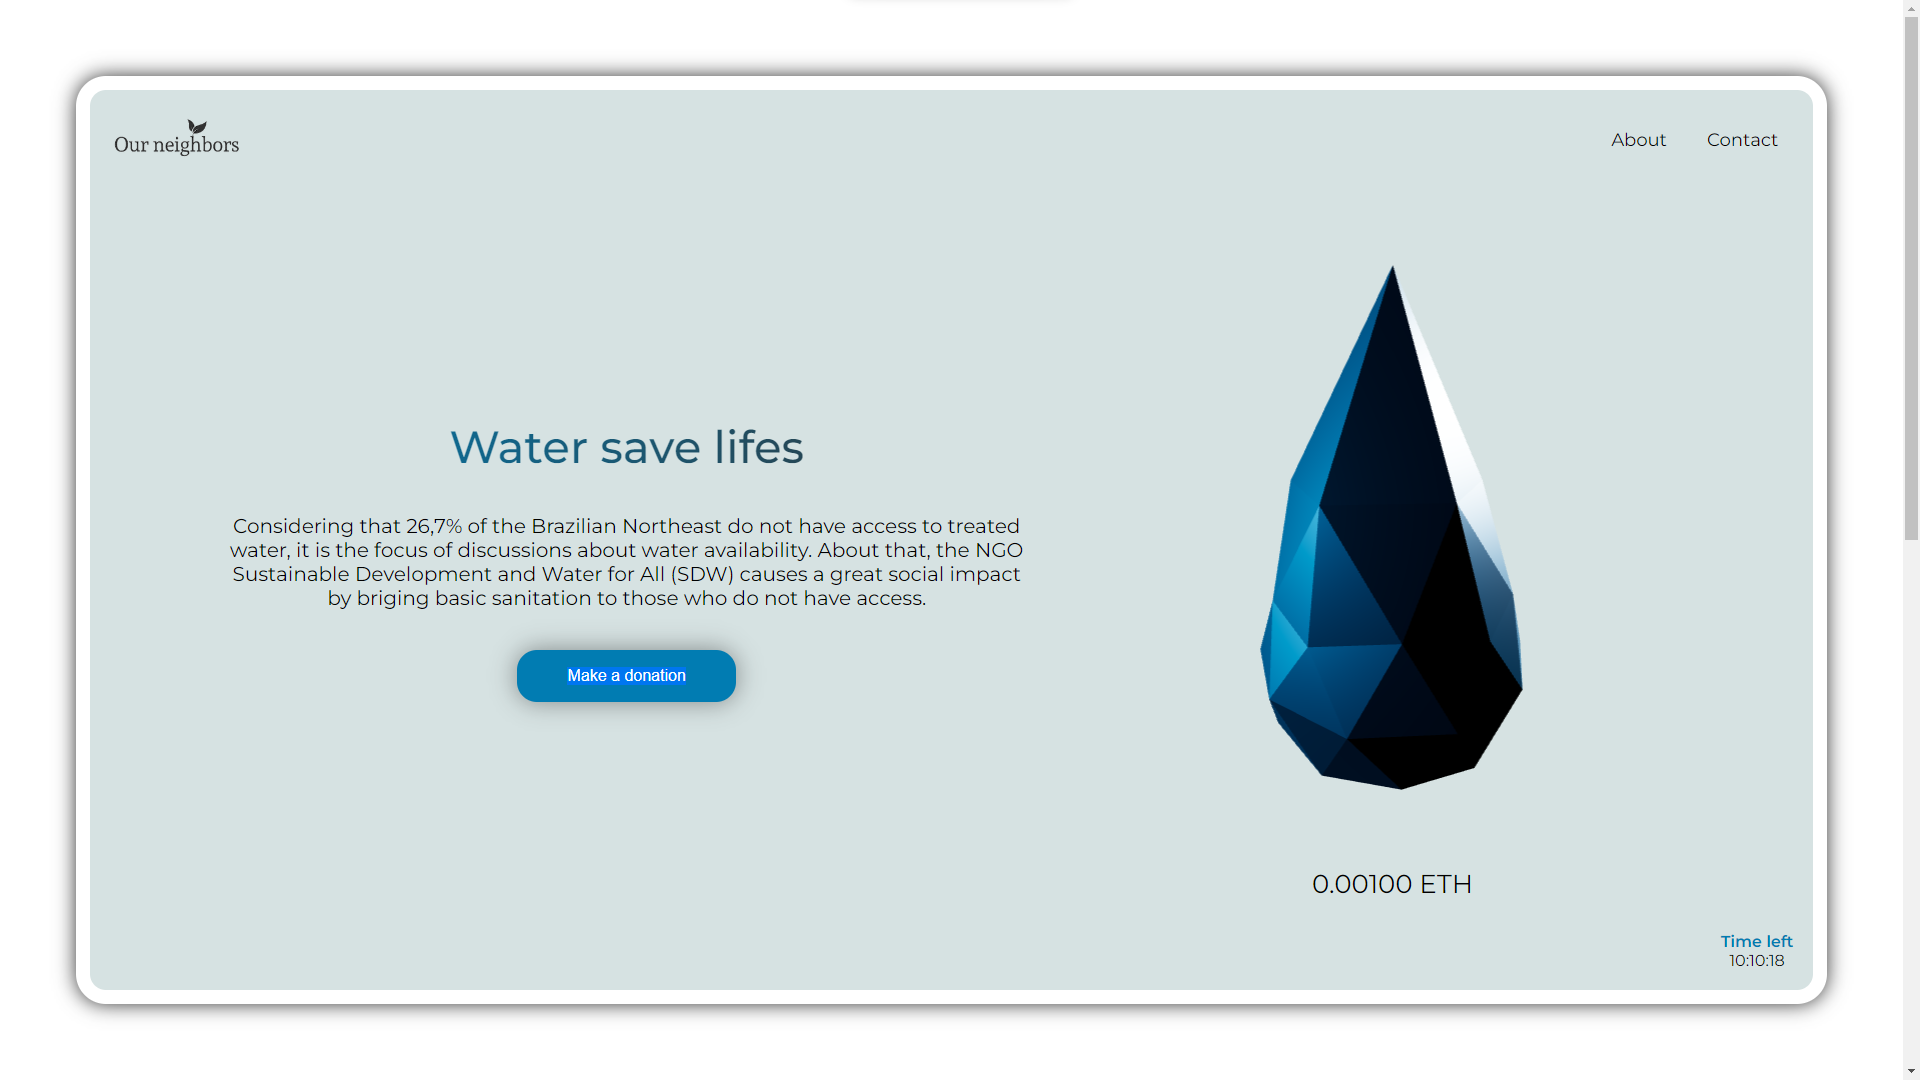 Our neighbors
About
Contact
Water save lifes
Considering that 26,7% of the Brazilian Northeast do not have access to treated
water, it is the focus of discussions about water availability. About that, the NGO
Sustainable Development and Water for All (SDW) causes a great social impact
by briging basic sanitation to those who do not have access.
Make a donation
0.00100 ETH
Time left
10:10:18